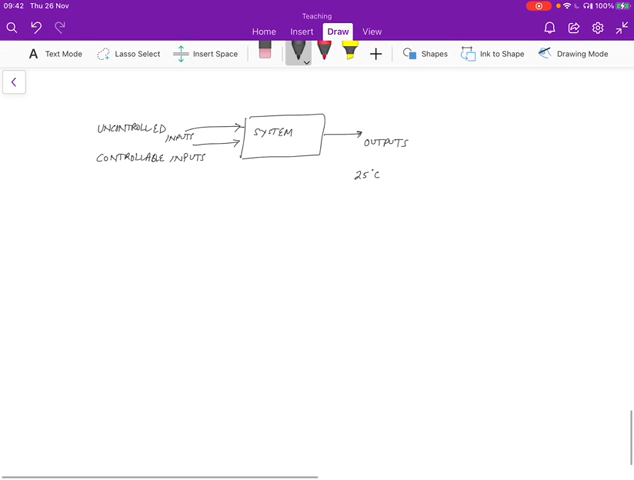 09:42 Thu 26 Nov
100%
Teaching
Home Insert Draw View
A Text Mode Lasso Select Insert Space Shapes Ink to Shape Drawing Mode
UNCONTROLLED
INPUTS
SYSTEM
OUTPUTS
CONTROLLABLE INPUTS
25°C